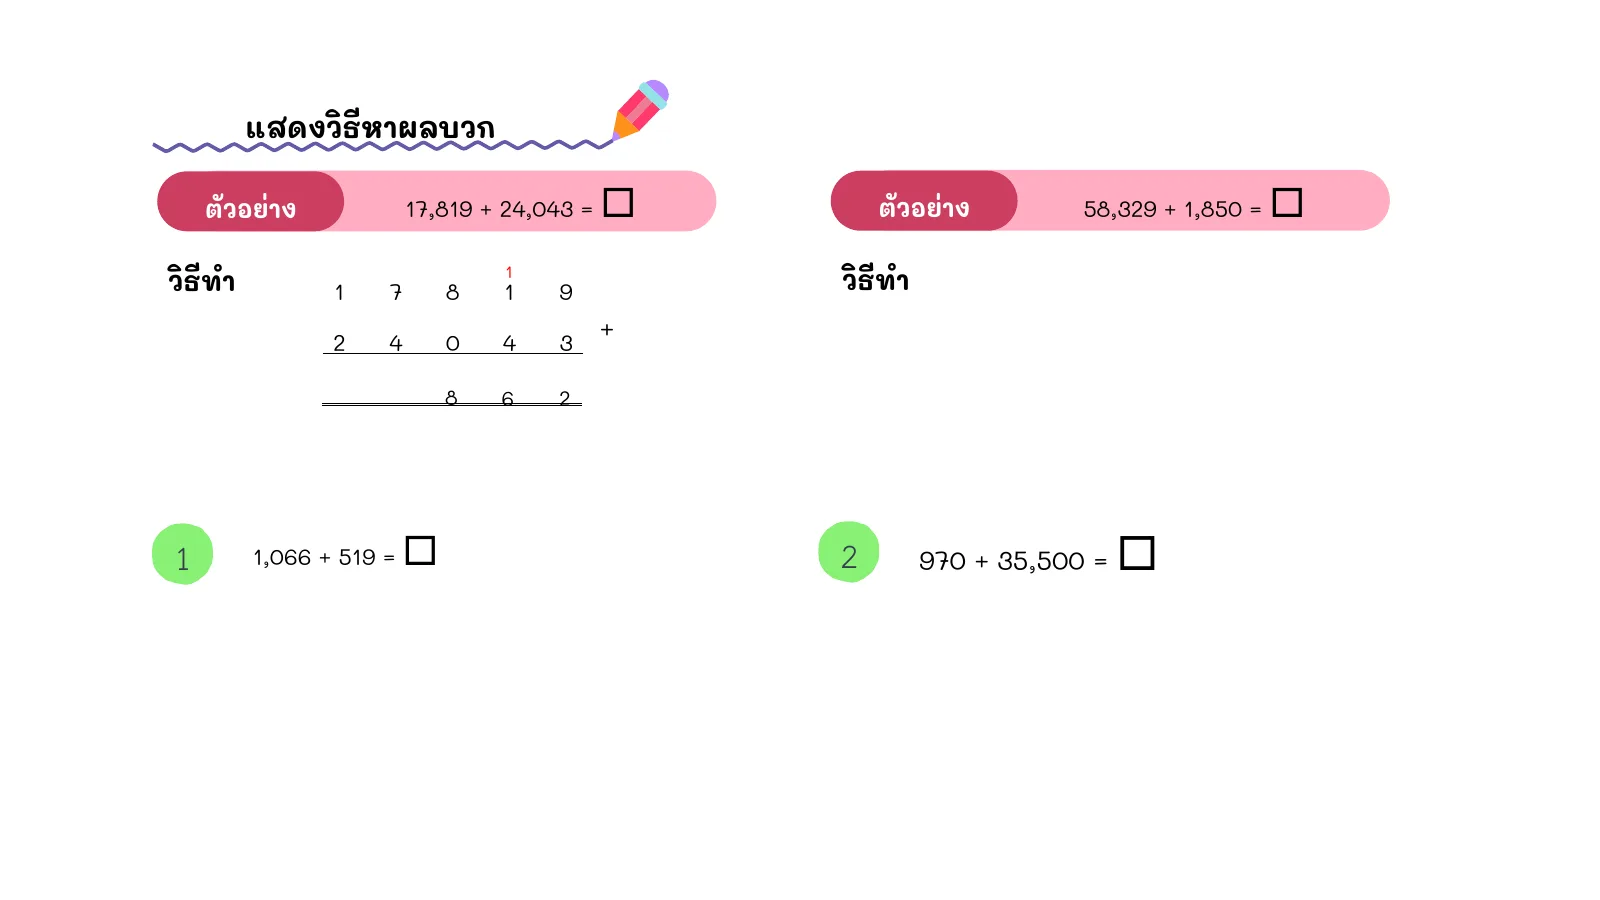 แสดงวิธีหาผลบวก
ตัวอย่าง 17,819 + 24,043 = □
วิธีทำ
1
1 7 8 1 9
+
2 4 0 4 3
8 6 2
ตัวอย่าง 58,329 + 1,850 = □
วิธีทำ
1 1,066 + 519 = □
2 970 + 35,500 = □